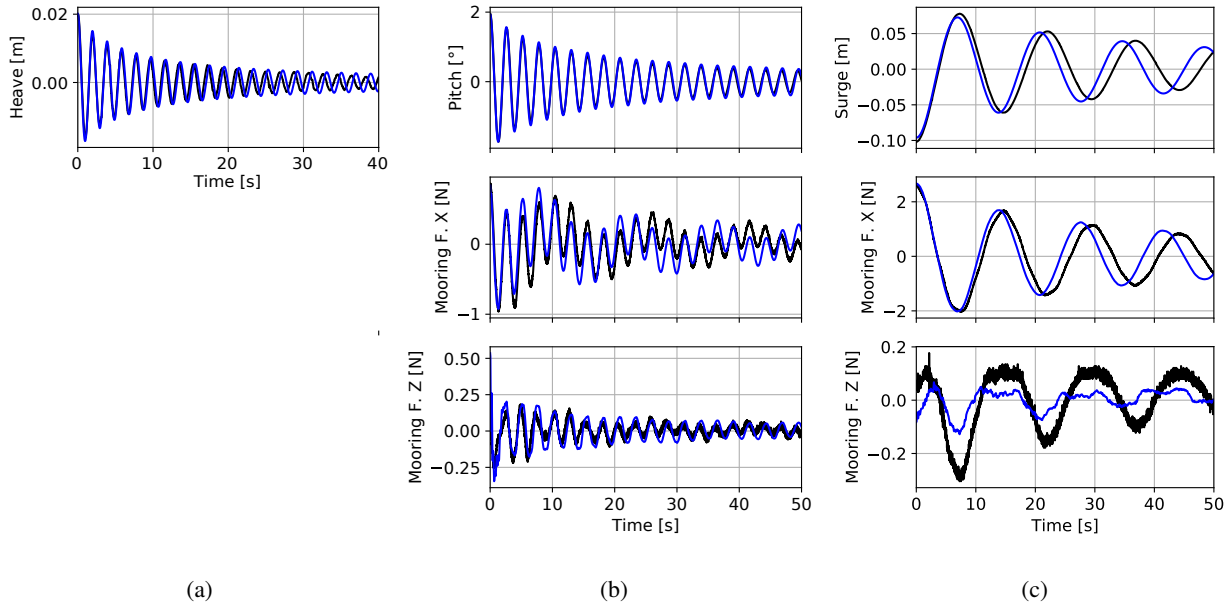 Heave [m]
0.02
0.00
0 10 20 30 40
Time [s]
Pitch [°]
2
0
Mooring F. X [N]
0
−1
Mooring F. Z [N]
0.50
0.25
0.00
−0.25
0 10 20 30 40 50
Time [s]
Surge [m]
0.05
0.00
−0.05
−0.10
Mooring F. X [N]
2
0
−2
Mooring F. Z [N]
0.2
0.0
−0.2
0 10 20 30 40 50
Time [s]
(a) (b) (c)